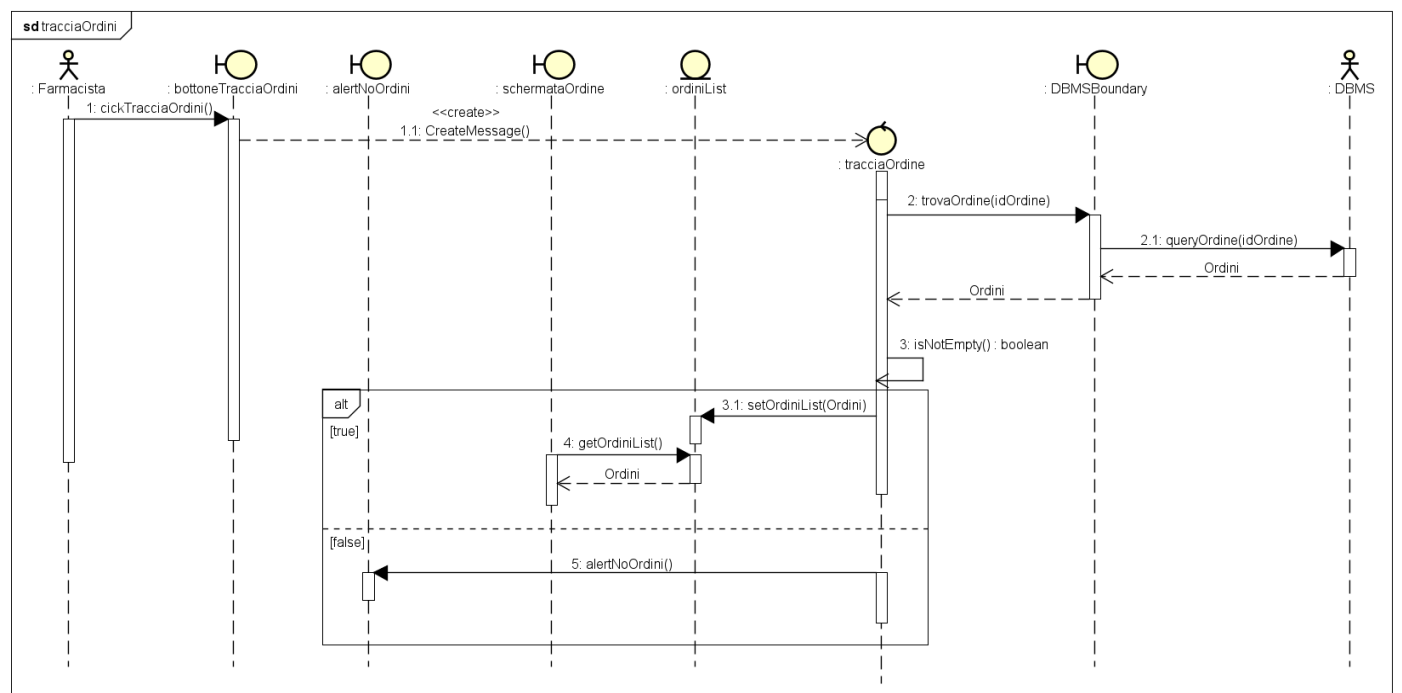 sd tracciaOrdini
: Farmacista
: bottoneTracciaOrdini
: alertNoOrdini
: schermataOrdine
: ordiniList
: DBMSBoundary
: DBMS
1: cickTracciaOrdini()
<<create>>
1.1: CreateMessage()
: tracciaOrdine
2: trovaOrdine(idOrdine)
2.1: queryOrdine(idOrdine)
Ordini
Ordini
3: isNotEmpty() : boolean
alt
3.1: setOrdiniList(Ordini)
[true]
4: getOrdiniList()
Ordini
[false]
5: alertNoOrdini()